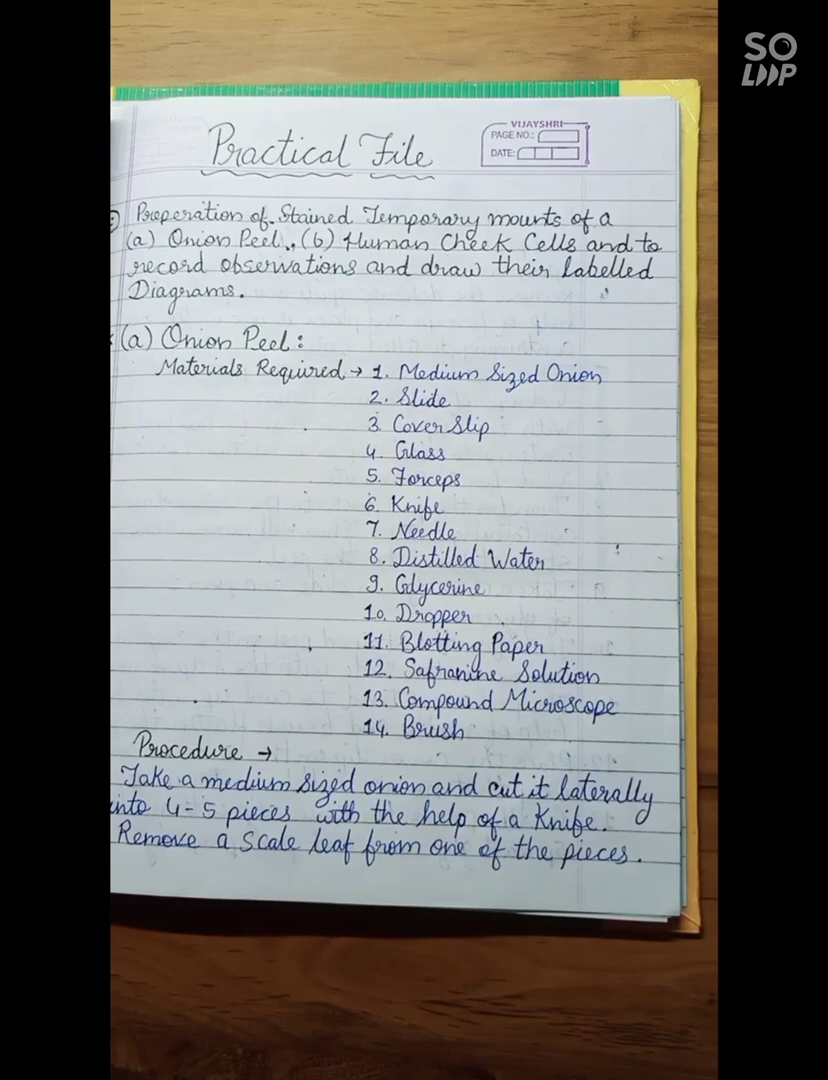 SO
LOOP
VIJAYSHRI
PAGE NO.:
DATE:
Practical File
Preperation of Stained Temporary mounts of a
(a) Onion Peel, (b) Human Cheek Cells and to
record observations and draw their labelled
Diagrams.
(a) Onion Peel :
Materials Required → 1. Medium Sized Onion
2. Slide
3. Cover Slip
4. Glass
5. Forceps
6. Knife
7. Needle
8. Distilled Water
9. Glycerine
10. Dropper
11. Blotting Paper
12. Safranine Solution
13. Compound Microscope
14. Brush
Procedure →
Take a medium sized onion and cut it laterally
into 4-5 pieces with the help of a Knife.
Remove a scale leaf from one of the pieces.